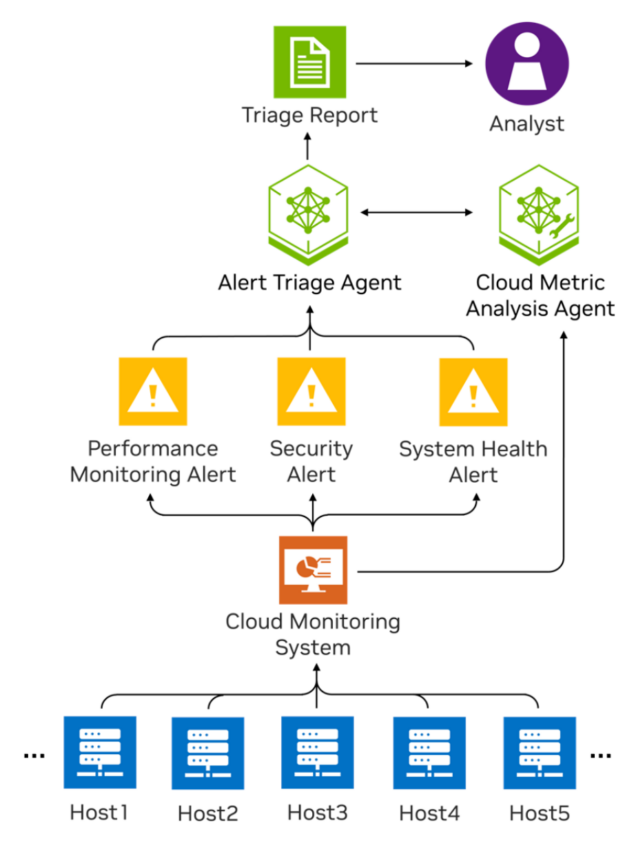 Triage Report
Analyst
Alert Triage Agent
Cloud Metric
Analysis Agent
Performance
Monitoring Alert
Security
Alert
System Health
Alert
Cloud Monitoring
System
...
...
Host1
Host2
Host3
Host4
Host5